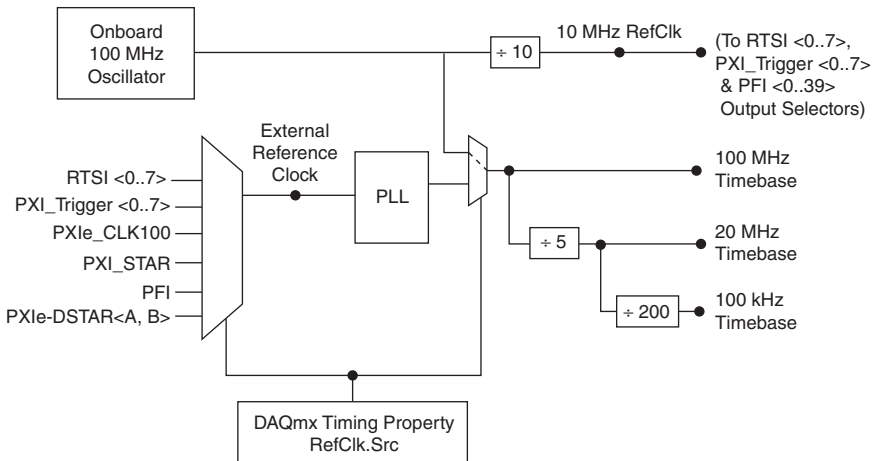 Onboard
100 MHz
Oscillator
÷ 10
10 MHz RefClk
(To RTSI <0..7>,
PXI_Trigger <0..7>
& PFI <0..39>
Output Selectors)
External
Reference
Clock
RTSI <0..7>
PXI_Trigger <0..7>
PXIe_CLK100
PXI_STAR
PFI
PXIe-DSTAR<A, B>
PLL
100 MHz
Timebase
÷ 5
20 MHz
Timebase
÷ 200
100 kHz
Timebase
DAQmx Timing Property
RefClk.Src